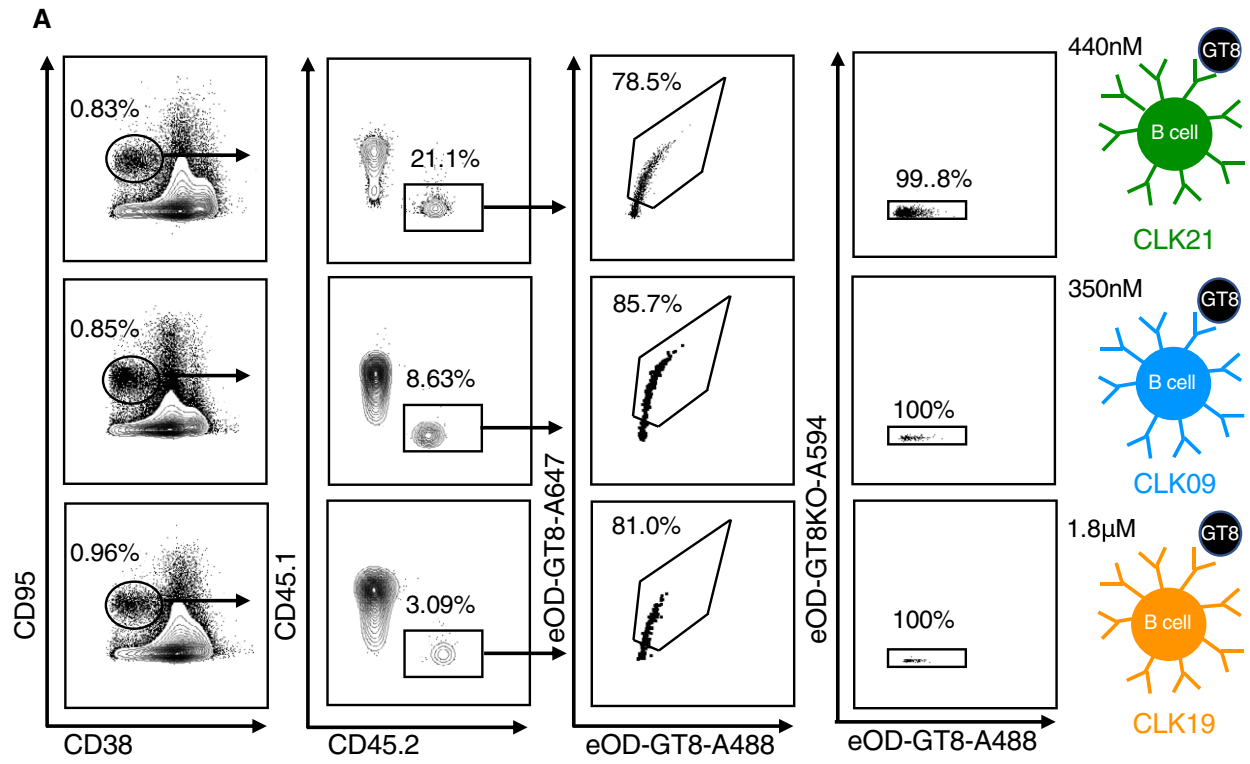 A
0.83%
21.1%
78.5%
99..8%
440nM
GT8
B cell
CLK21
0.85%
8.63%
85.7%
100%
350nM
GT8
B cell
CLK09
0.96%
3.09%
81.0%
100%
1.8µM
GT8
B cell
CLK19
CD95
CD45.1
eOD-GT8-A647
eOD-GT8KO-A594
CD38
CD45.2
eOD-GT8-A488
eOD-GT8-A488